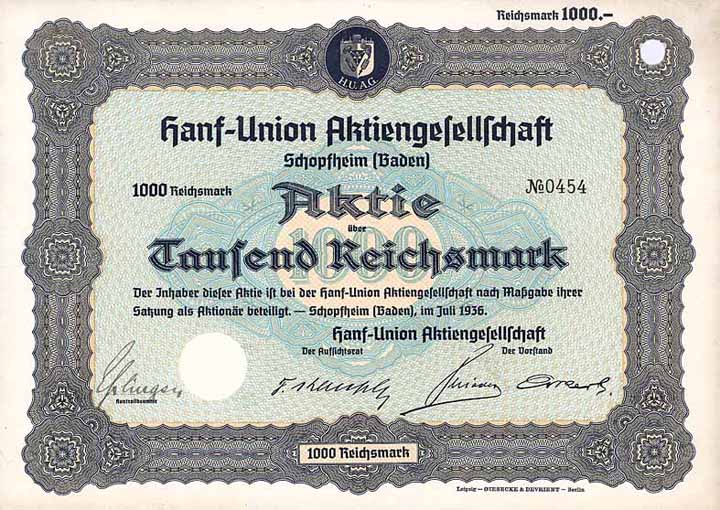 Reichsmark 1000.–
H.U.A.G.
Hanf-Union Aktiengesellschaft
Schopfheim (Baden)
1000 Reichsmark
№0454
Aktie
über
Tausend Reichsmark
1000
Der Inhaber dieser Aktie ist bei der Hanf-Union Aktiengesellschaft nach Maßgabe ihrer
Satzung als Aktionär beteiligt. — Schopfheim (Baden), im Juli 1936.
Hanf-Union Aktiengesellschaft
Der Aufsichtsrat
Der Vorstand
Kontrollbeamter
1000 Reichsmark
Leipzig — GIESECKE & DEVRIENT — Berlin